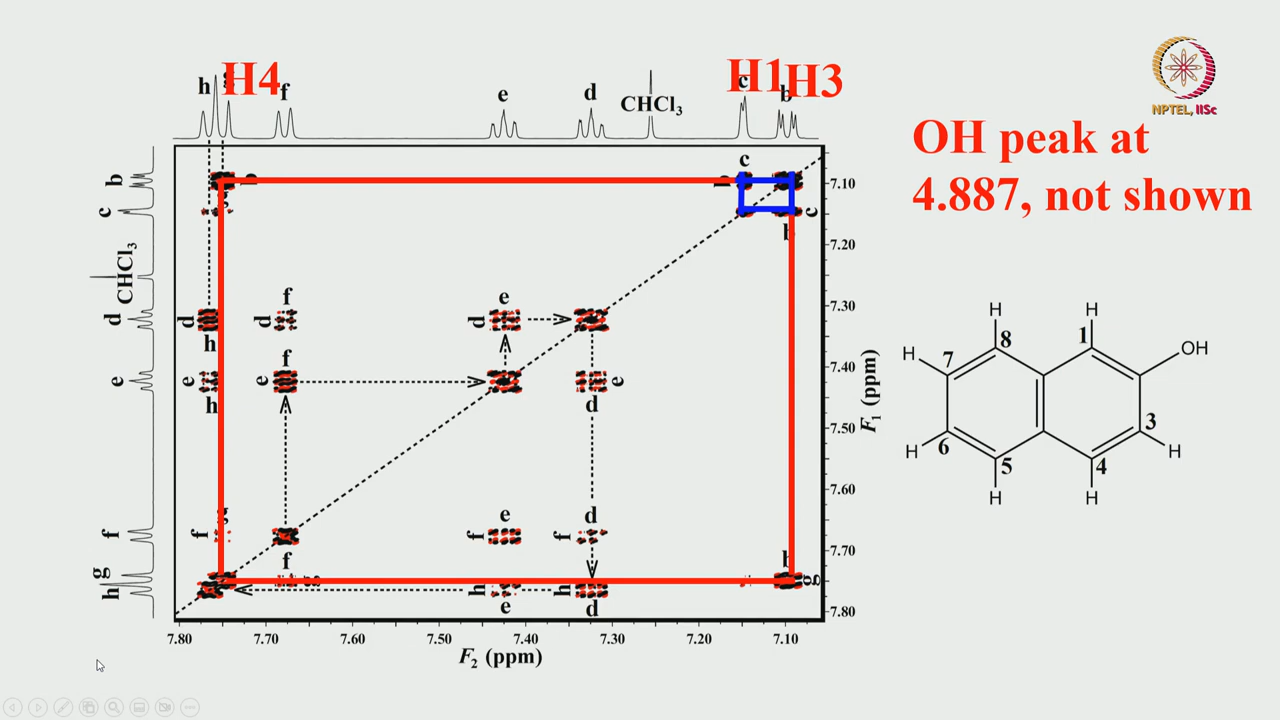 NPTEL, IISc
OH peak at
4.887, not shown
H4 H1 H3
h f e d CHCl3 c b
b c CHCl3 d e f g h
c
c
b
f e
d d d
h
f
e e e
h d
g e d
f f f
f h
g
h h
e d
7.10
7.20
7.30
7.40
7.50
7.60
7.70
7.80
F1 (ppm)
7.80 7.70 7.60 7.50 7.40 7.30 7.20 7.10
F2 (ppm)
H H
8 1 OH
H 7
3
H 6 H
5 4
H H